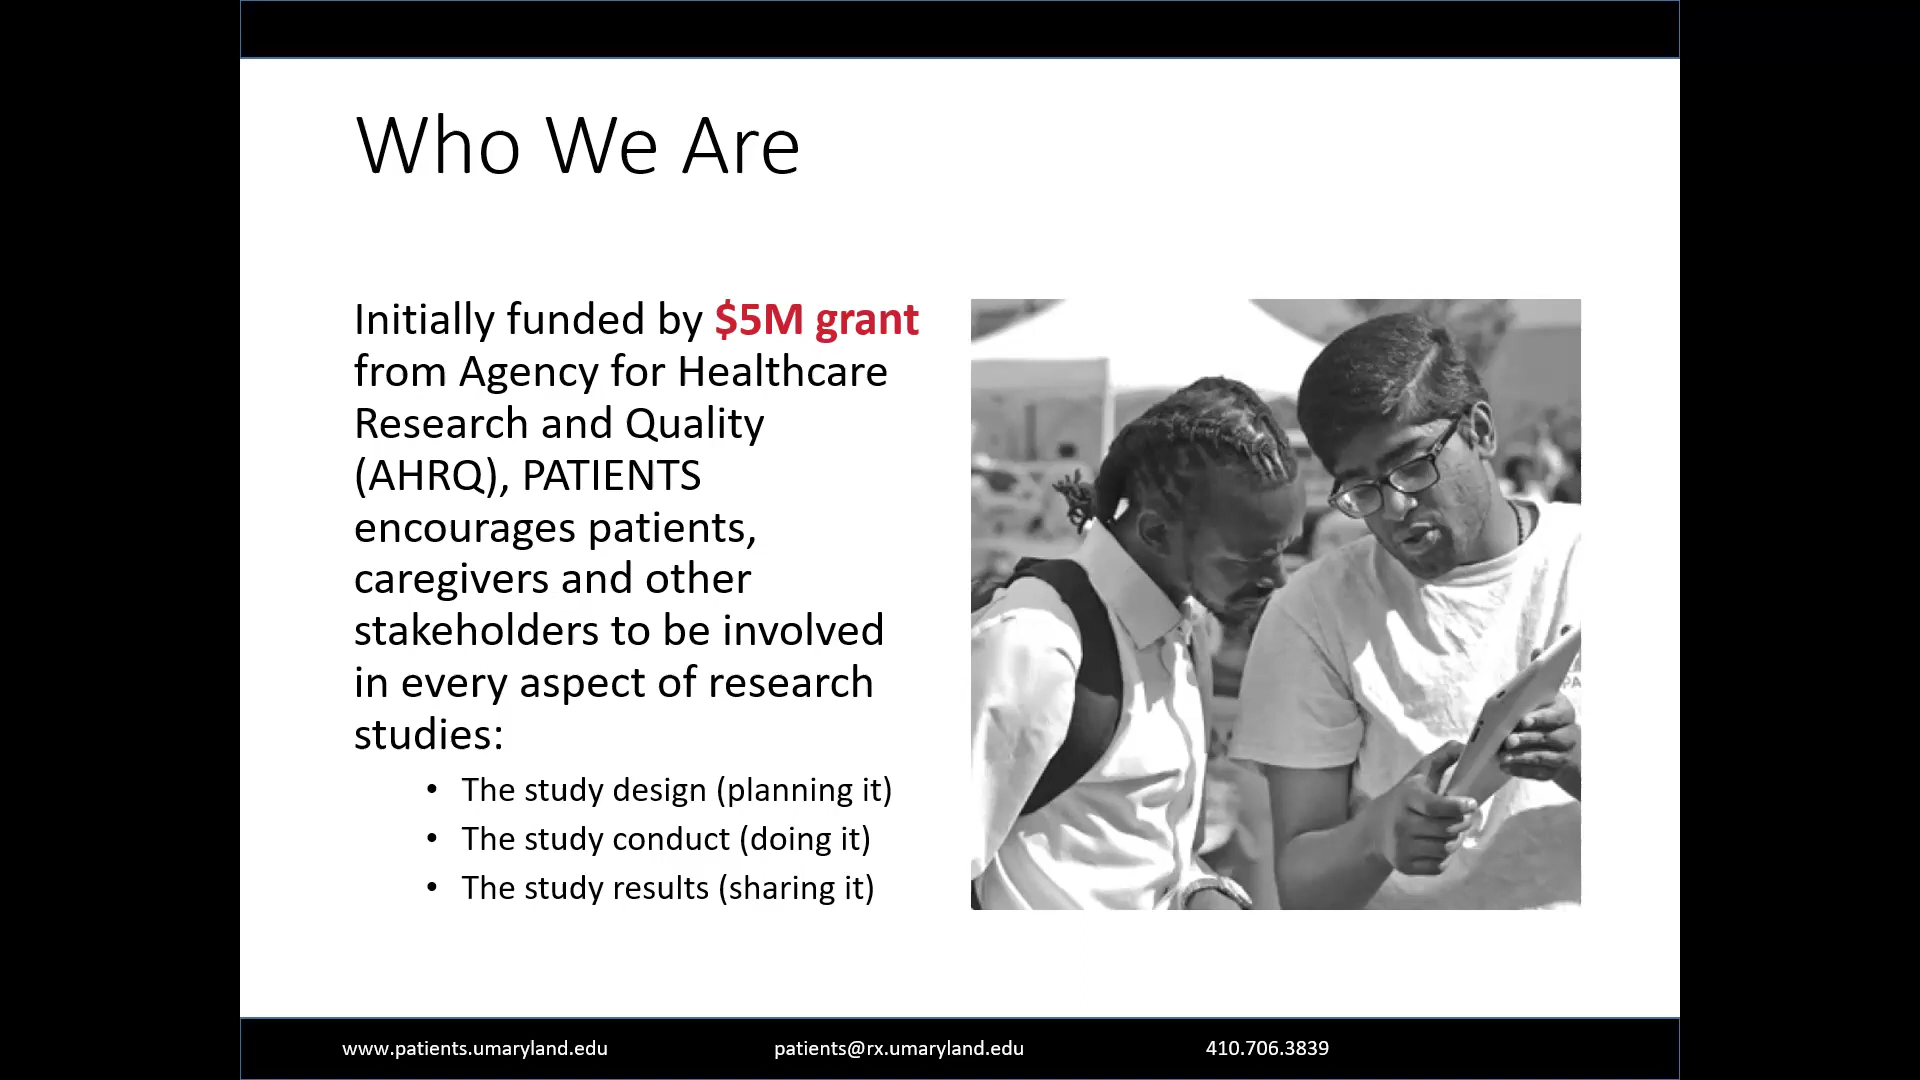 Who We Are
Initially funded by $5M grant
from Agency for Healthcare
Research and Quality
(AHRQ), PATIENTS
encourages patients,
caregivers and other
stakeholders to be involved
in every aspect of research
studies:
• The study design (planning it)
• The study conduct (doing it)
• The study results (sharing it)
www.patients.umaryland.edu
patients@rx.umaryland.edu
410.706.3839